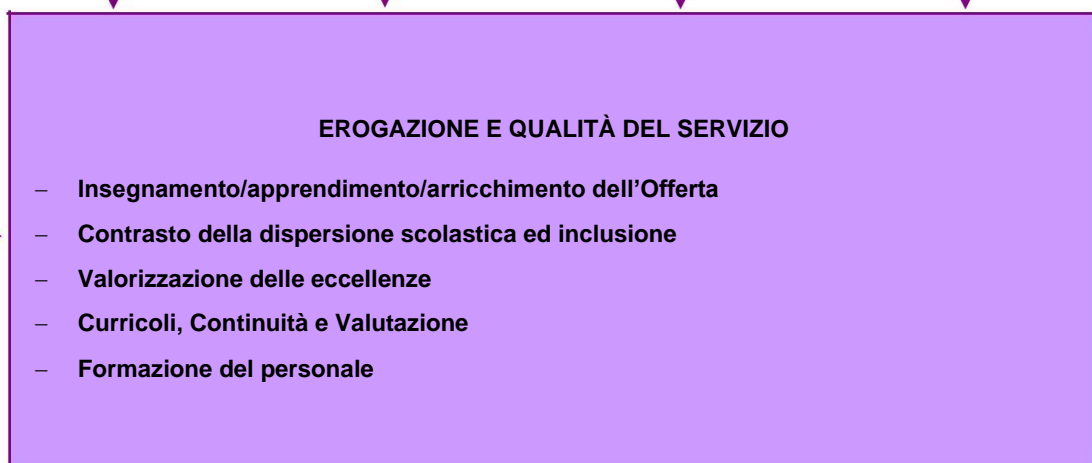 EROGAZIONE E QUALITÀ DEL SERVIZIO
– Insegnamento/apprendimento/arricchimento dell’Offerta
– Contrasto della dispersione scolastica ed inclusione
– Valorizzazione delle eccellenze
– Curricoli, Continuità e Valutazione
– Formazione del personale